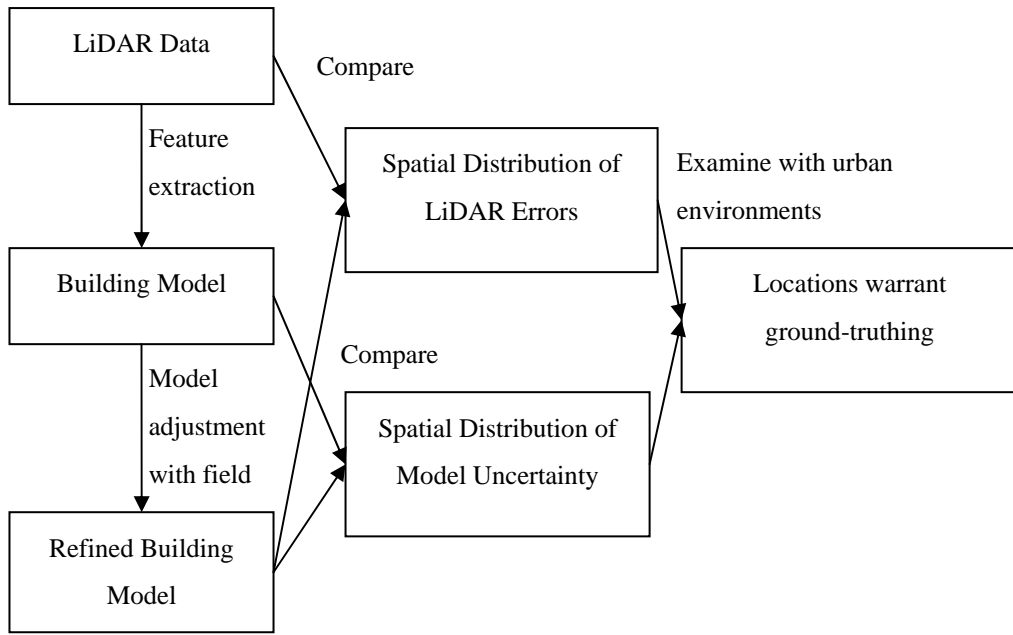 LiDAR Data
Compare
Feature
extraction
Spatial Distribution of
LiDAR Errors
Examine with urban
environments
Building Model
Locations warrant
ground-truthing
Compare
Model
adjustment
with field
Spatial Distribution of
Model Uncertainty
Refined Building
Model